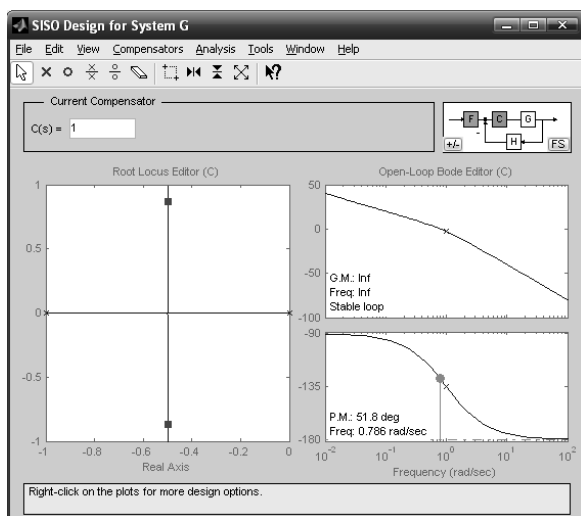 SISO Design for System G
File Edit View Compensators Analysis Tools Window Help
Current Compensator
C(s) = 1
F C G
-
H
+/- FS
Root Locus Editor (C)
1
0.5
0
-0.5
-1
-1 -0.8 -0.6 -0.4 -0.2 0
Real Axis
Open-Loop Bode Editor (C)
50
0
-50
-100
G.M.: Inf
Freq: Inf
Stable loop
-90
-135
-180
P.M.: 51.8 deg
Freq: 0.786 rad/sec
10^-2 10^-1 10^0 10^1 10^2
Frequency (rad/sec)
Right-click on the plots for more design options.